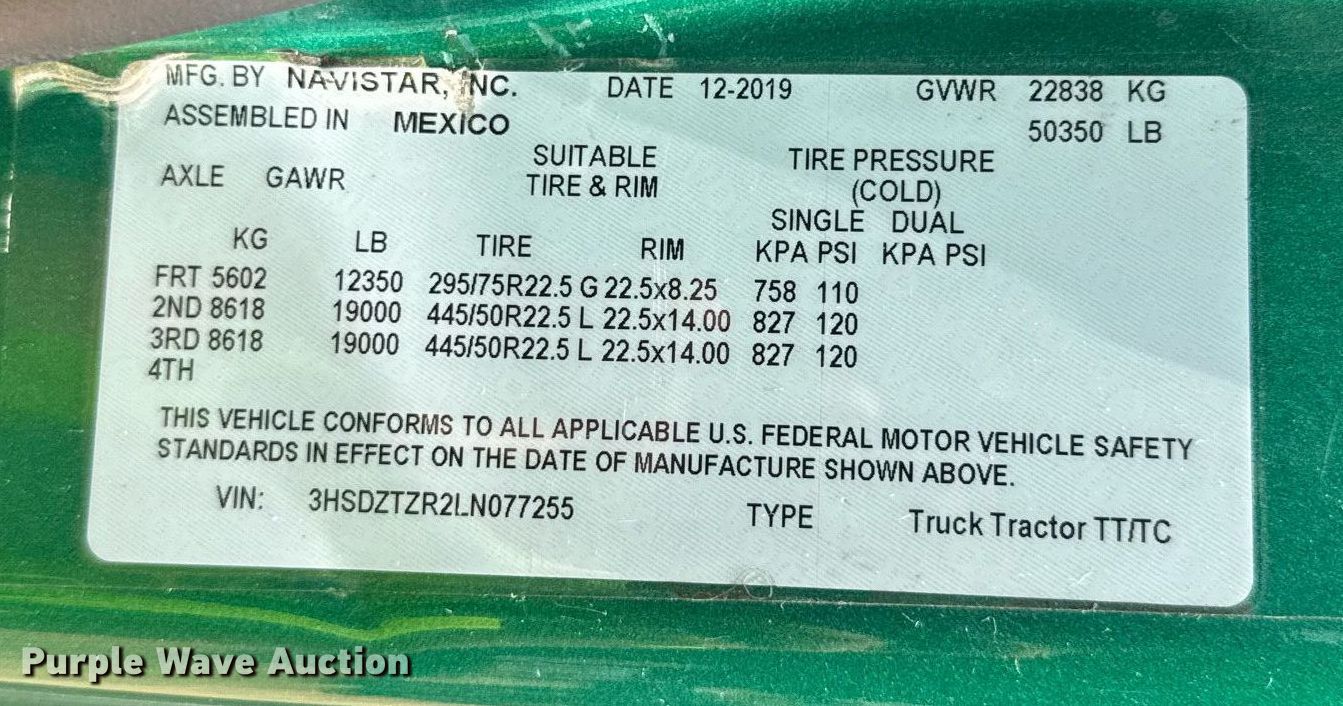 MFG. BY NAVISTAR, INC. DATE 12-2019 GVWR 22838 KG
ASSEMBLED IN MEXICO 50350 LB
AXLE GAWR SUITABLE TIRE PRESSURE
TIRE & RIM (COLD)
SINGLE DUAL
KG LB TIRE RIM KPA PSI KPA PSI
FRT 5602 12350 295/75R22.5 G 22.5x8.25 758 110
2ND 8618 19000 445/50R22.5 L 22.5x14.00 827 120
3RD 8618 19000 445/50R22.5 L 22.5x14.00 827 120
4TH
THIS VEHICLE CONFORMS TO ALL APPLICABLE U.S. FEDERAL MOTOR VEHICLE SAFETY
STANDARDS IN EFFECT ON THE DATE OF MANUFACTURE SHOWN ABOVE.
VIN: 3HSDZTZR2LN077255 TYPE Truck Tractor TT/TC
Purple Wave Auction